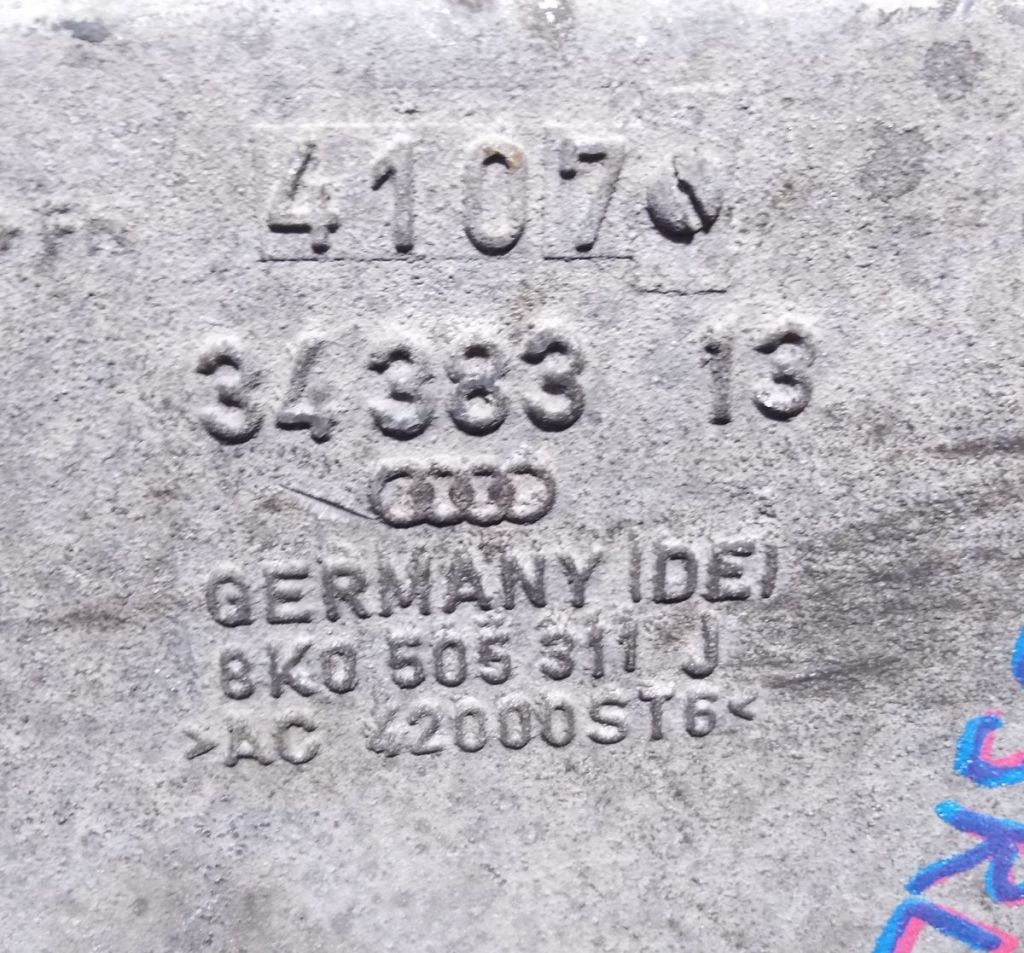 4107
34383 13
GERMANY (DE)
8K0 505 311 J
>AC 42000ST6<